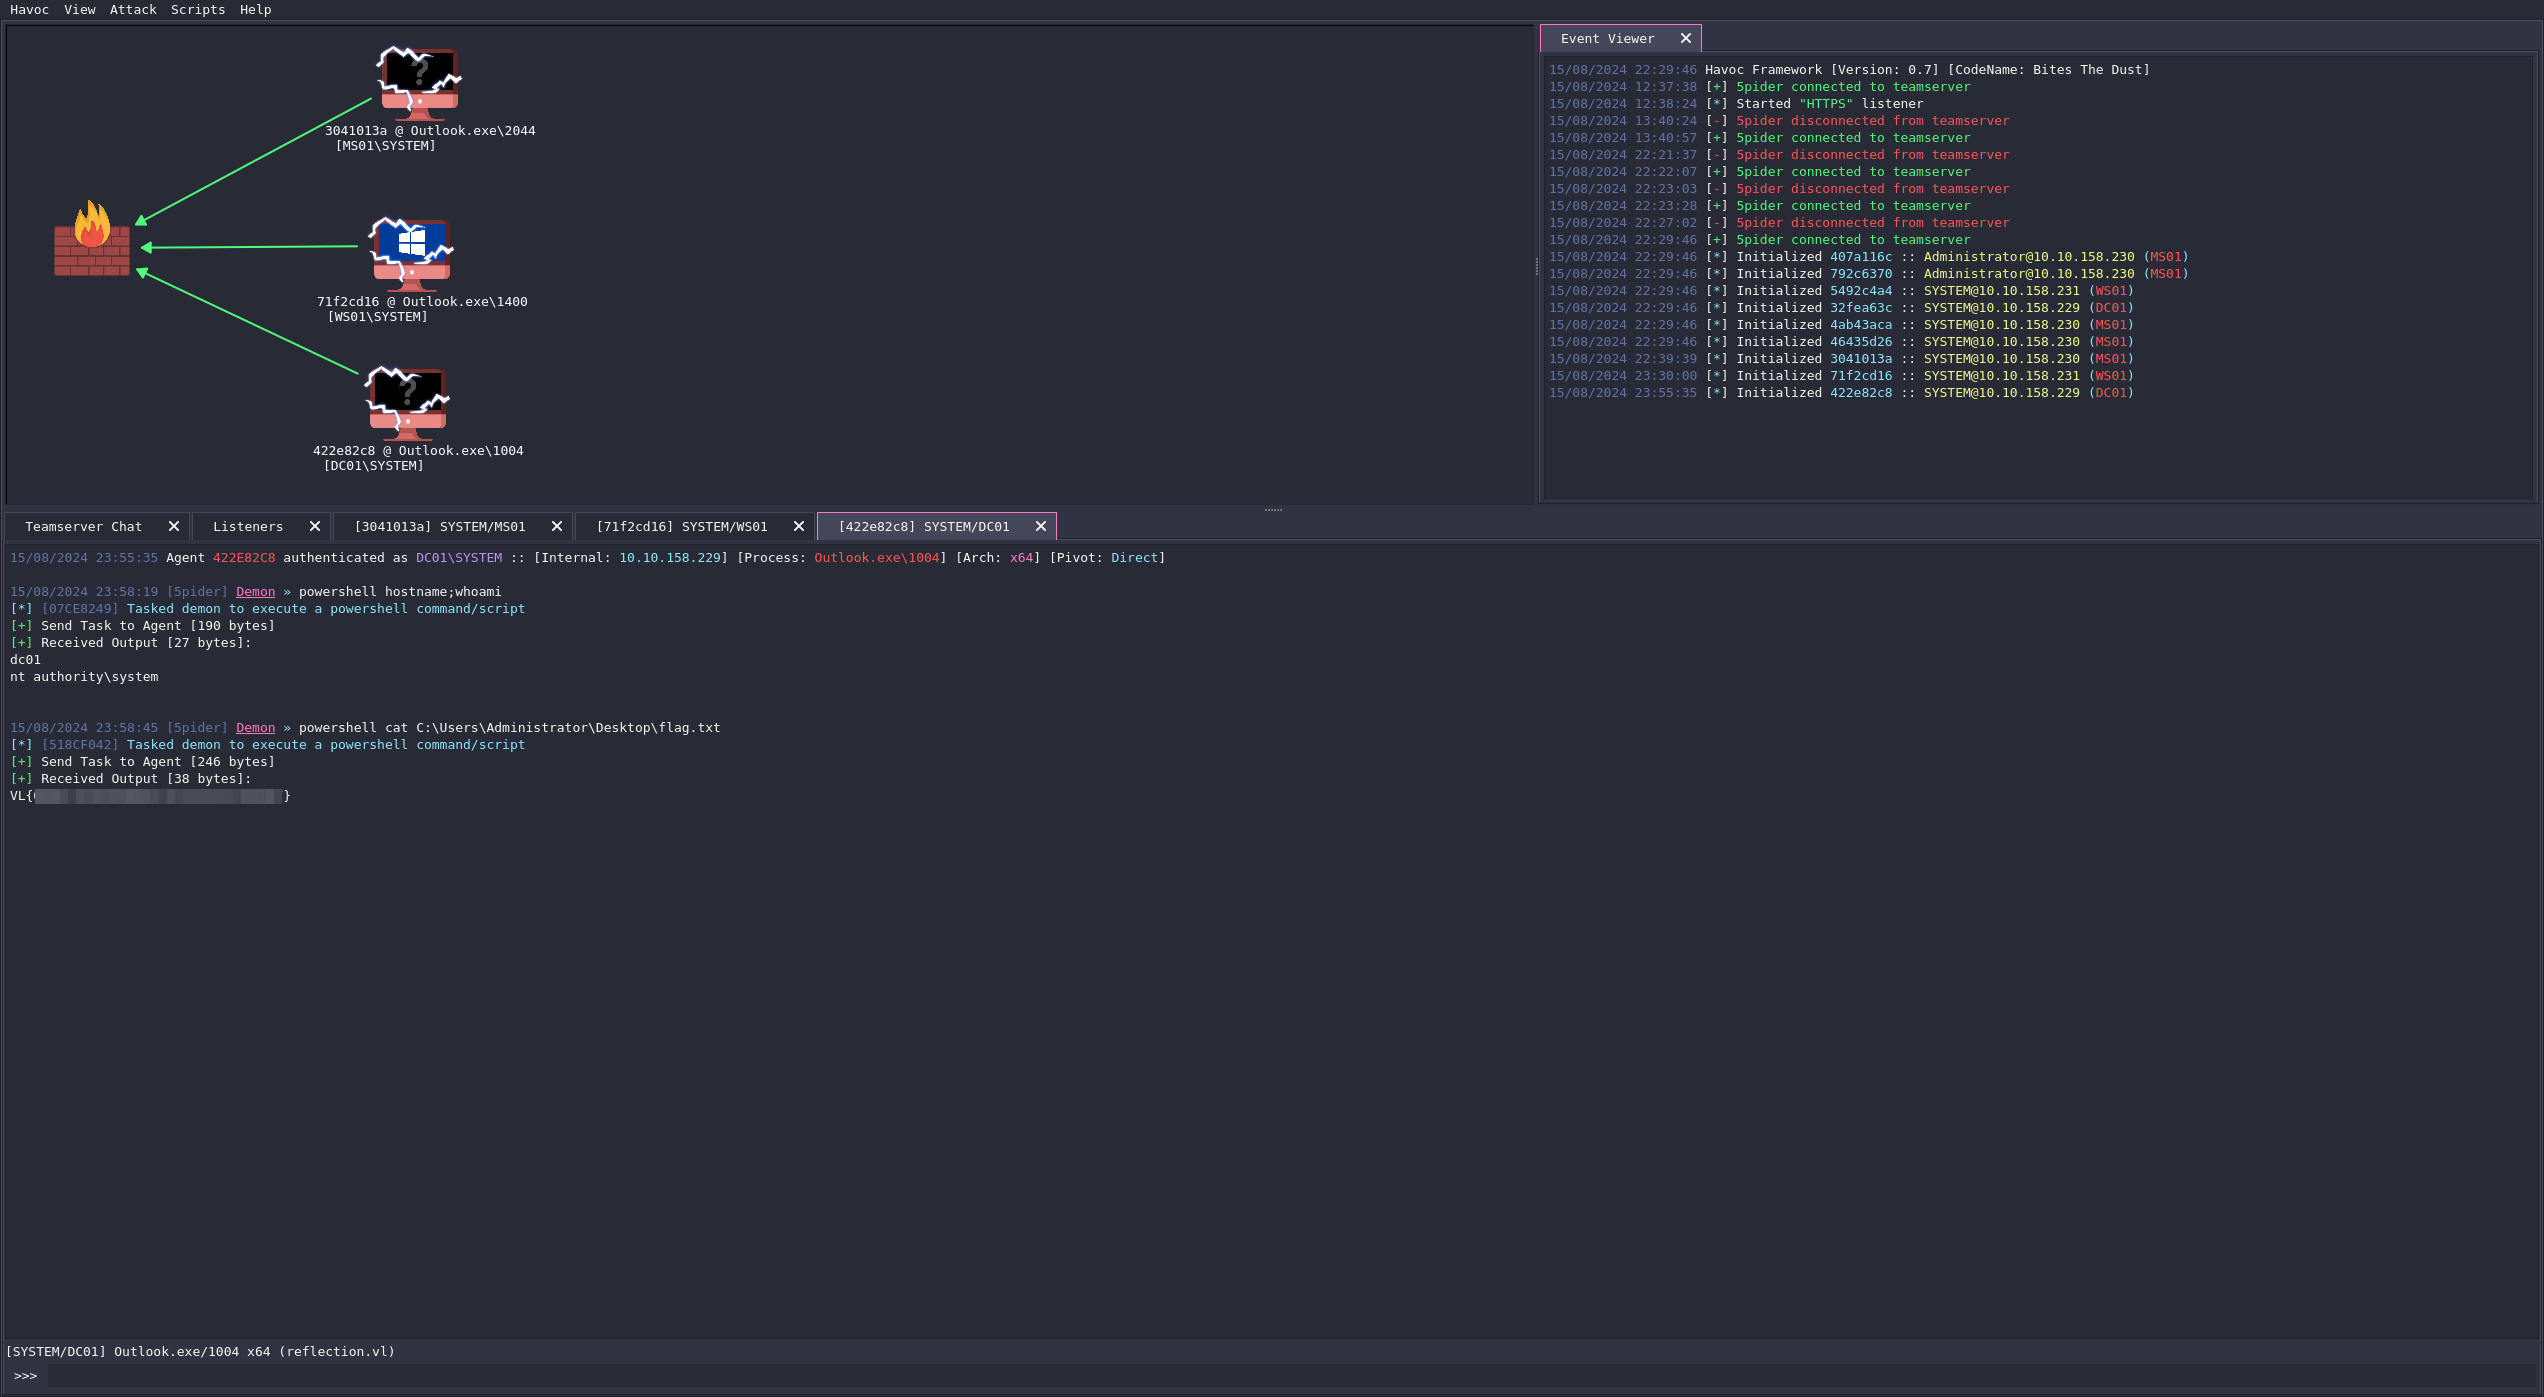 Havoc View Attack Scripts Help
3041013a @ Outlook.exe\2044
[MS01\SYSTEM]
71f2cd16 @ Outlook.exe\1400
[WS01\SYSTEM]
422e82c8 @ Outlook.exe\1004
[DC01\SYSTEM]
Event Viewer
15/08/2024 22:29:46 Havoc Framework [Version: 0.7] [CodeName: Bites The Dust]
15/08/2024 12:37:38 [+] 5pider connected to teamserver
15/08/2024 12:38:24 [*] Started "HTTPS" listener
15/08/2024 13:40:24 [-] 5pider disconnected from teamserver
15/08/2024 13:40:57 [+] 5pider connected to teamserver
15/08/2024 22:21:37 [-] 5pider disconnected from teamserver
15/08/2024 22:22:07 [+] 5pider connected to teamserver
15/08/2024 22:23:03 [-] 5pider disconnected from teamserver
15/08/2024 22:23:28 [+] 5pider connected to teamserver
15/08/2024 22:27:02 [-] 5pider disconnected from teamserver
15/08/2024 22:29:46 [+] 5pider connected to teamserver
15/08/2024 22:29:46 [*] Initialized 407a116c :: Administrator@10.10.158.230 (MS01)
15/08/2024 22:29:46 [*] Initialized 792c6370 :: Administrator@10.10.158.230 (MS01)
15/08/2024 22:29:46 [*] Initialized 5492c4a4 :: SYSTEM@10.10.158.231 (WS01)
15/08/2024 22:29:46 [*] Initialized 32fea63c :: SYSTEM@10.10.158.229 (DC01)
15/08/2024 22:29:46 [*] Initialized 4ab43aca :: SYSTEM@10.10.158.230 (MS01)
15/08/2024 22:29:46 [*] Initialized 46435d26 :: SYSTEM@10.10.158.230 (MS01)
15/08/2024 22:39:39 [*] Initialized 3041013a :: SYSTEM@10.10.158.230 (MS01)
15/08/2024 23:30:00 [*] Initialized 71f2cd16 :: SYSTEM@10.10.158.231 (WS01)
15/08/2024 23:55:35 [*] Initialized 422e82c8 :: SYSTEM@10.10.158.229 (DC01)
Teamserver Chat Listeners [3041013a] SYSTEM/MS01 [71f2cd16] SYSTEM/WS01 [422e82c8] SYSTEM/DC01
15/08/2024 23:55:35 Agent 422E82C8 authenticated as DC01\SYSTEM :: [Internal: 10.10.158.229] [Process: Outlook.exe\1004] [Arch: x64] [Pivot: Direct]
15/08/2024 23:58:19 [5pider] Demon » powershell hostname;whoami
[*] [07CE8249] Tasked demon to execute a powershell command/script
[+] Send Task to Agent [190 bytes]
[+] Received Output [27 bytes]:
dc01
nt authority\system
15/08/2024 23:58:45 [5pider] Demon » powershell cat C:\Users\Administrator\Desktop\flag.txt
[*] [518CF042] Tasked demon to execute a powershell command/script
[+] Send Task to Agent [246 bytes]
[+] Received Output [38 bytes]:
VL{ }
[SYSTEM/DC01] Outlook.exe/1004 x64 (reflection.vl)
>>>